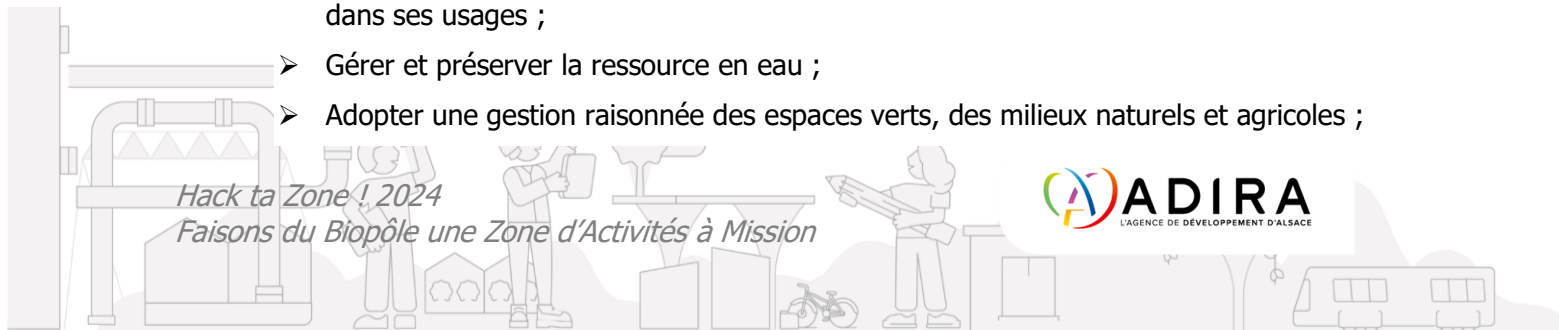 dans ses usages ;
➢ Gérer et préserver la ressource en eau ;
➢ Adopter une gestion raisonnée des espaces verts, des milieux naturels et agricoles ;
Hack ta Zone ! 2024
Faisons du Biopôle une Zone d'Activités à Mission
ADIRA
L'AGENCE DE DÉVELOPPEMENT D'ALSACE